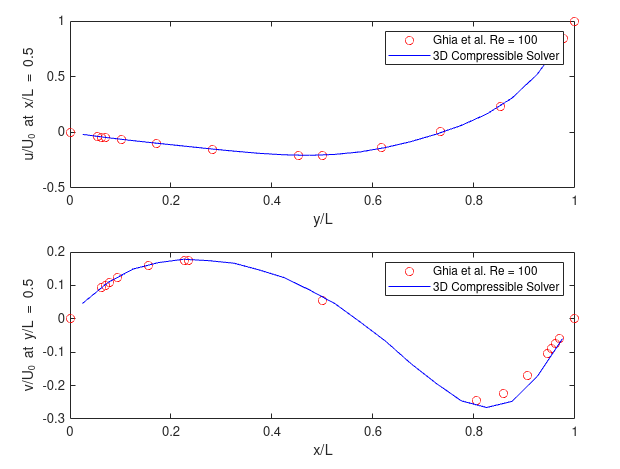 1
0.5
0
-0.5
u/U0 at x/L = 0.5
Ghia et al. Re = 100
3D Compressible Solver
0 0.2 0.4 0.6 0.8 1
y/L
0.2
0.1
0
-0.1
-0.2
-0.3
v/U0 at y/L = 0.5
Ghia et al. Re = 100
3D Compressible Solver
0 0.2 0.4 0.6 0.8 1
x/L